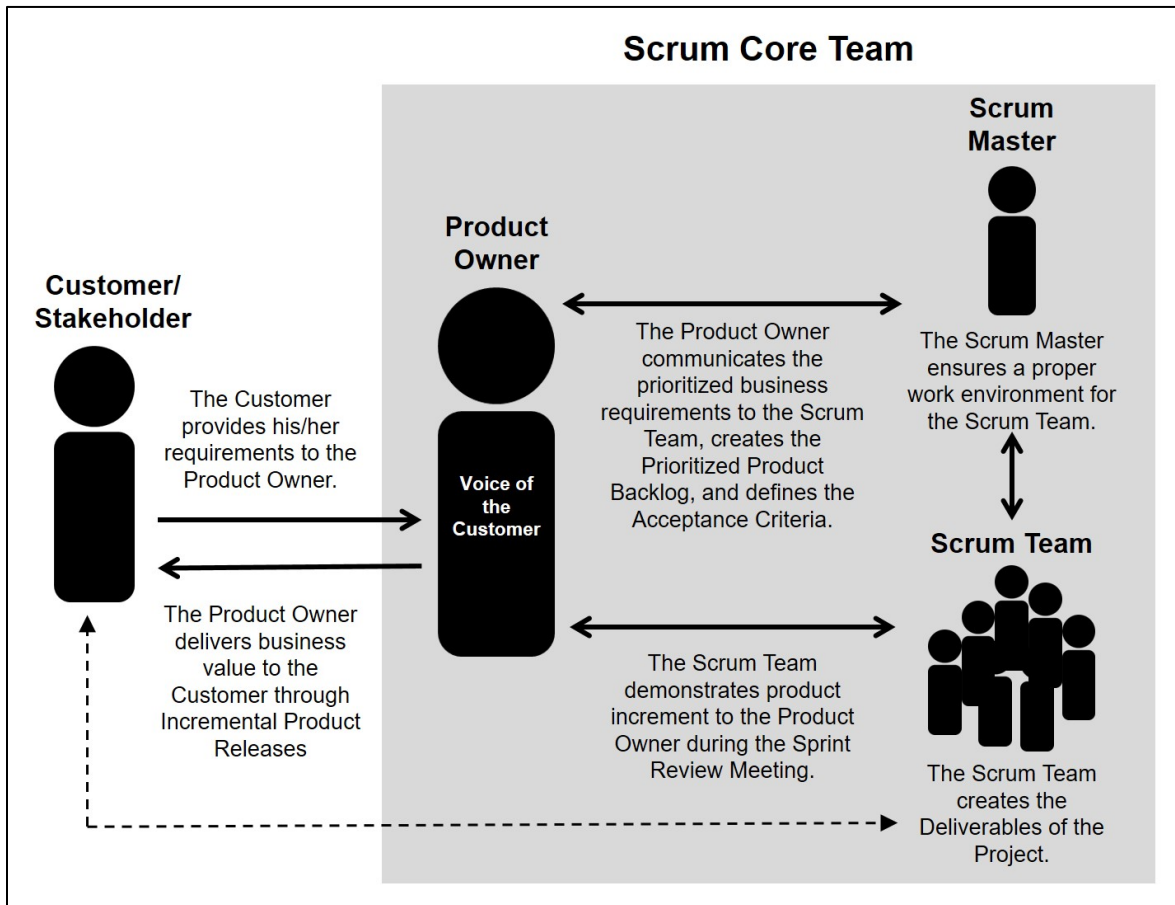 Scrum Core Team
Scrum
Master
Product
Owner
Customer/
Stakeholder
The Customer
provides his/her
requirements to the
Product Owner.
Voice of
the
Customer
The Product Owner
delivers business
value to the
Customer through
Incremental Product
Releases
The Product Owner
communicates the
prioritized business
requirements to the Scrum
Team, creates the
Prioritized Product
Backlog, and defines the
Acceptance Criteria.
The Scrum Master
ensures a proper
work environment for
the Scrum Team.
Scrum Team
The Scrum Team
demonstrates product
increment to the Product
Owner during the Sprint
Review Meeting.
The Scrum Team
creates the
Deliverables of the
Project.